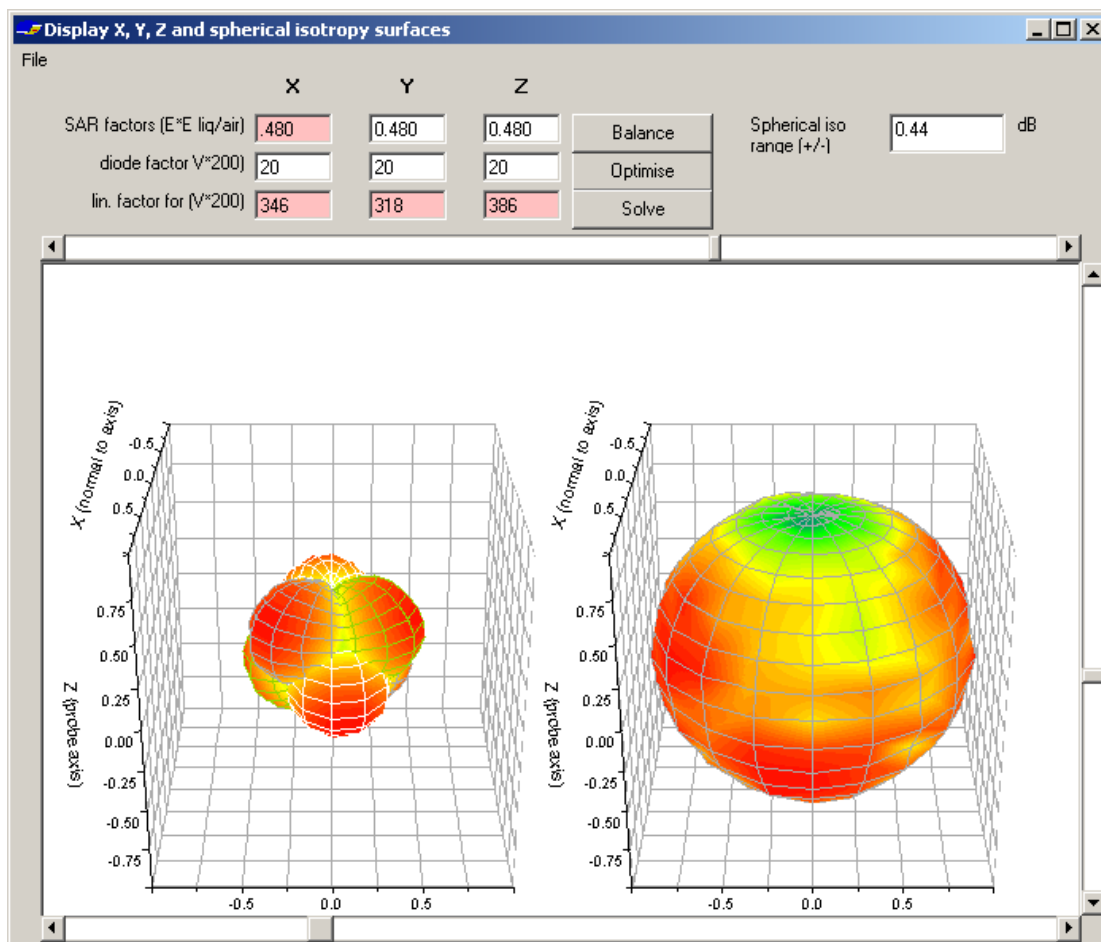 Display X, Y, Z and spherical isotropy surfaces
File
X Y Z
SAR factors (E*E liq/air) .480 0.480 0.480 Balance Spherical iso range (+/-) 0.44 dB
diode factor V*200) 20 20 20 Optimise
lin. factor for (V*200) 346 318 386 Solve
X (normal to axis)
-0.5
0.0
0.5
0.75
0.50
0.25
0.00
-0.25
-0.50
-0.75
Z (probe axis)
-0.5 0.0 0.5
X (normal to axis)
-0.5
0.0
0.5
0.75
0.50
0.25
0.00
-0.25
-0.50
-0.75
Z (probe axis)
-0.5 0.0 0.5